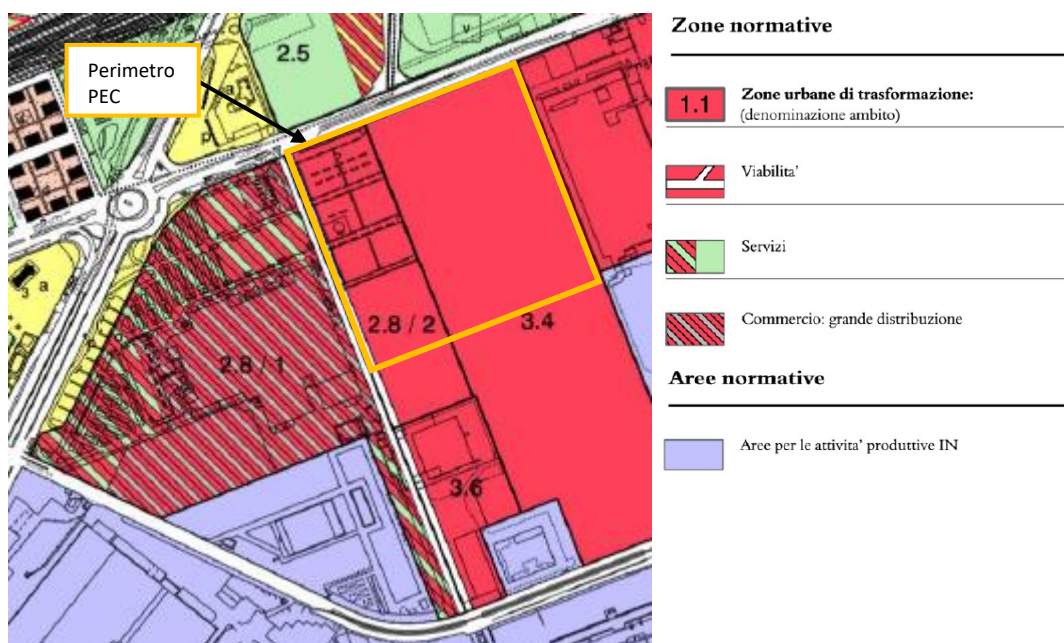 Perimetro
PEC
2.5
v
a
p
3
a
2.8 / 2
3.4
2.8 / 1
3.6
Zone normative
1.1
Zone urbane di trasformazione:
(denominazione ambito)
Viabilita'
Servizi
Commercio: grande distribuzione
Aree normative
Aree per le attivita' produttive IN